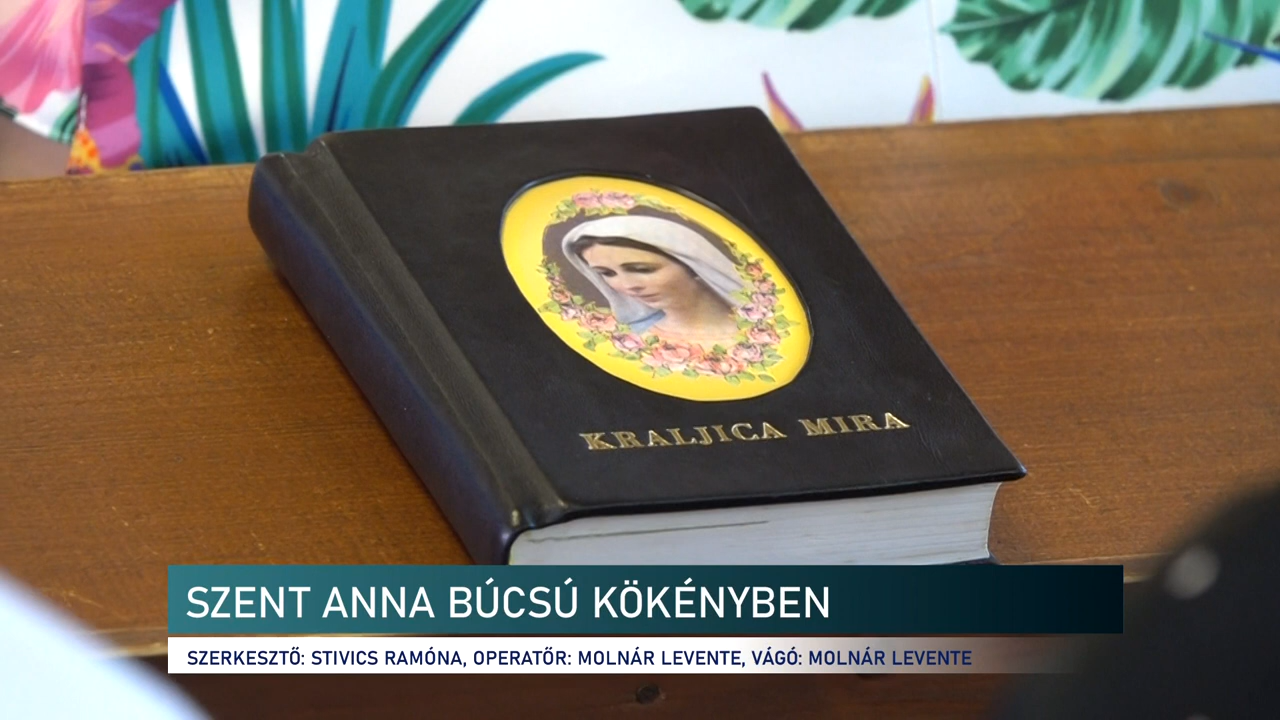 KRALJICA MIRA
SZENT ANNA BÚCSÚ KÖKÉNYBEN
SZERKESZTŐ: STIVICS RAMÓNA, OPERATŐR: MOLNÁR LEVENTE, VÁGÓ: MOLNÁR LEVENTE